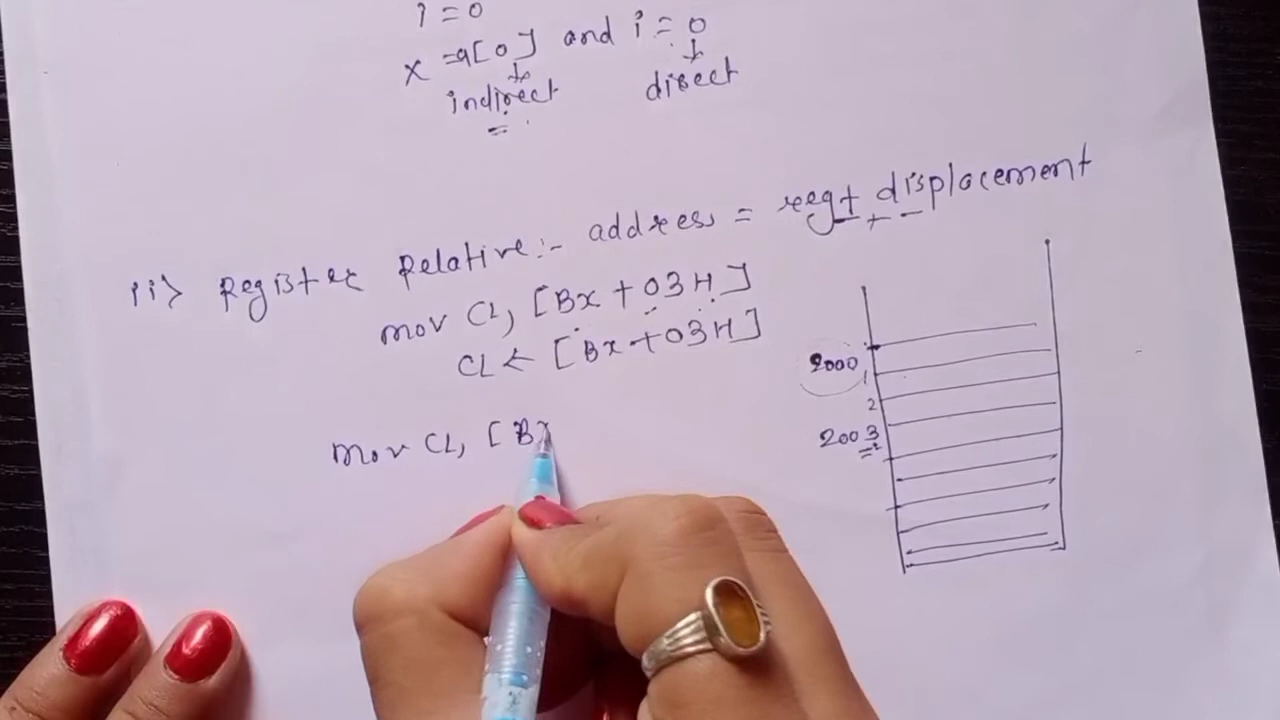 i = 0
x = a[0] and i = 0
indirect direct
ii) Register Relative:- address = reg + displacement
+ -
mov CL, [Bx + 03H]
CL ← [Bx + 03H]
2000
1
2
2003
mov CL, [Bx